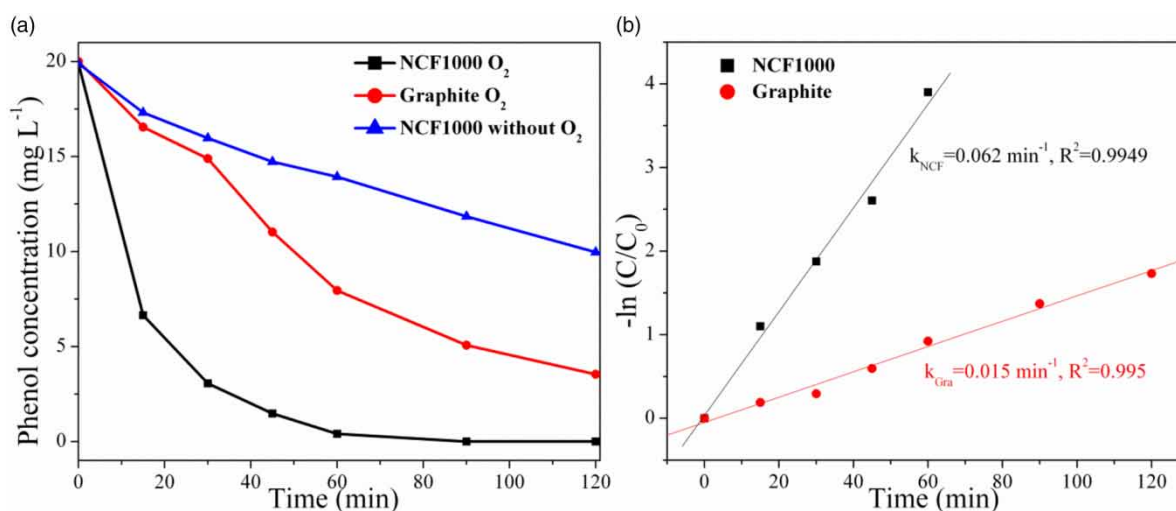 (a)
20
15
10
5
0
Phenol concentration (mg L⁻¹)
NCF1000 O₂
Graphite O₂
NCF1000 without O₂
0 20 40 60 80 100 120
Time (min)
(b)
4
3
2
1
0
-ln (C/C₀)
NCF1000
Graphite
k_NCF=0.062 min⁻¹, R²=0.9949
k_Gra=0.015 min⁻¹, R²=0.995
0 20 40 60 80 100 120
Time (min)